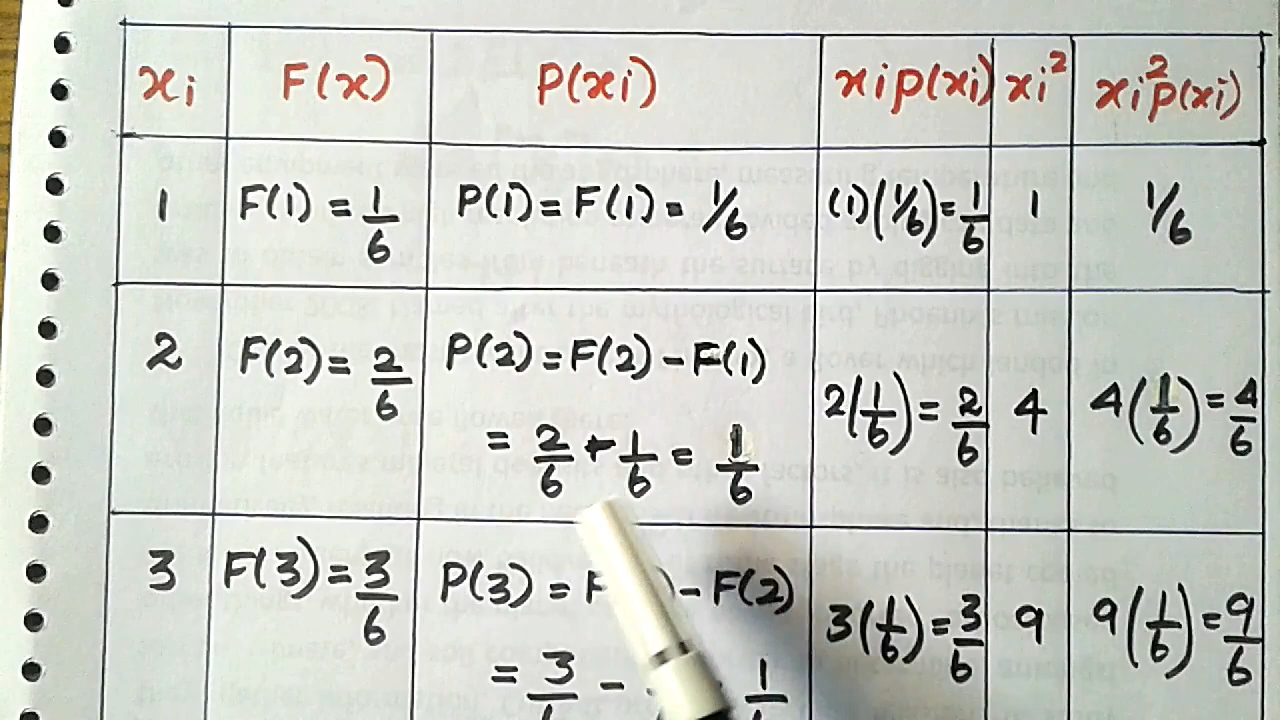 xi F(x) P(xi) xip(xi) xi² xi²p(xi)
1 F(1) = 1/6 P(1) = F(1) = 1/6 (1)(1/6) = 1/6 1 1/6
2 F(2) = 2/6 P(2) = F(2) - F(1) 2(1/6) = 2/6 4 4(1/6) = 4/6
= 2/6 + 1/6 = 1/6
3 F(3) = 3/6 P(3) = F - F(2) 3(1/6) = 3/6 9 9(1/6) = 9/6
= 3/6 - 1